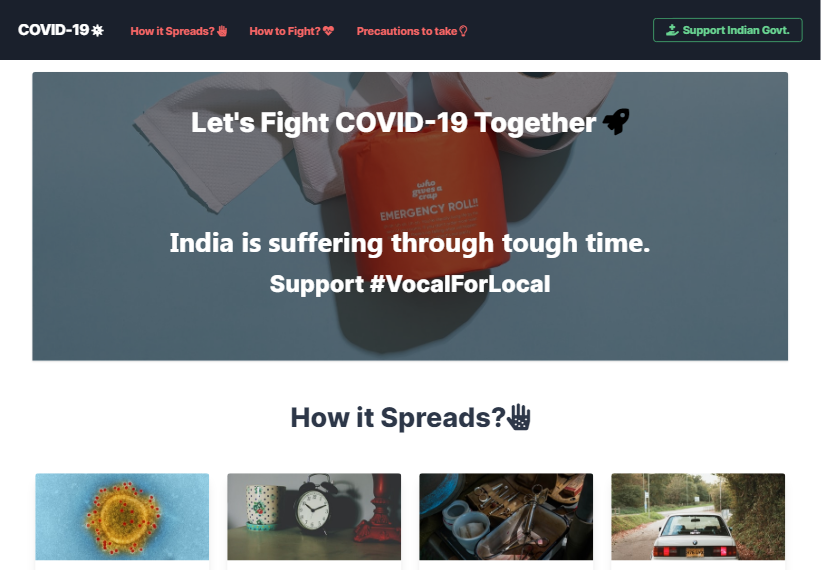 COVID-19
How it Spreads?
How to Fight?
Precautions to take
Support Indian Govt.
Let's Fight COVID-19 Together
who
gives a
crap
EMERGENCY ROLL!!
India is suffering through tough time.
Support #VocalForLocal
How it Spreads?